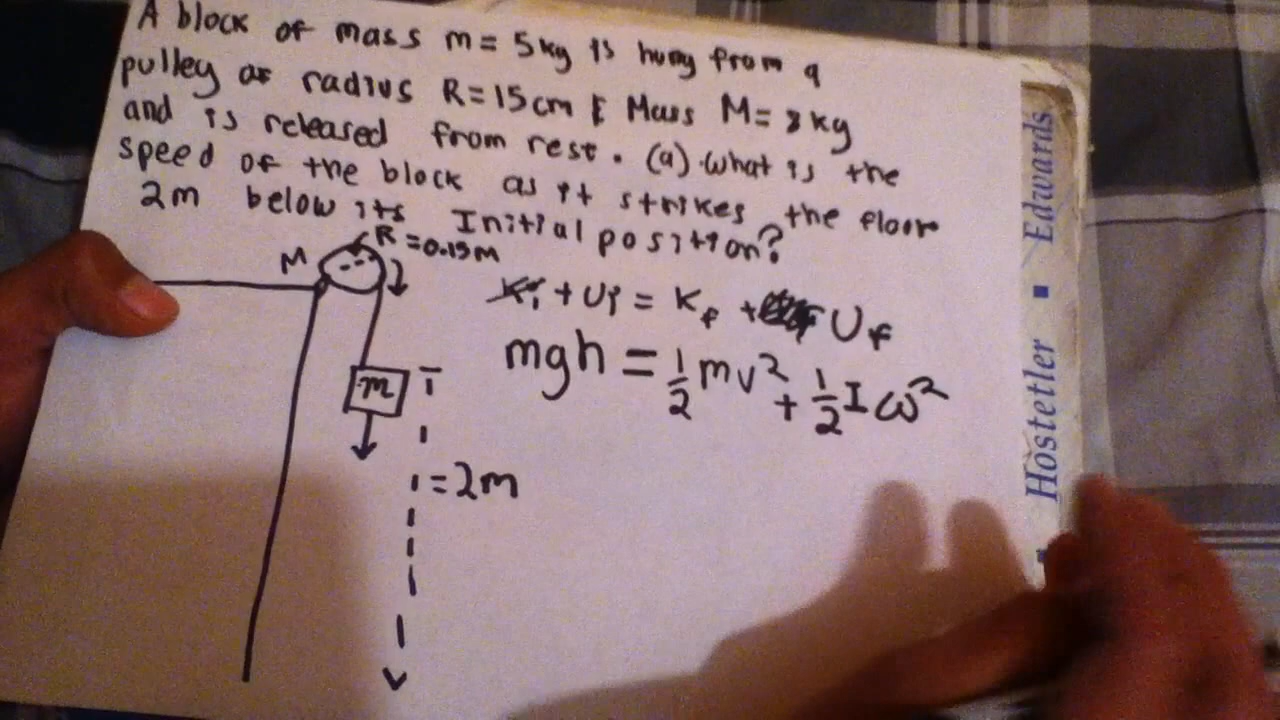 A block of mass m = 5kg is hung from a
pulley of radius R = 15cm & Mass M = 8kg
and is released from rest. (a) what is the
speed of the block as it strikes the floor
2m below its Initial position?
R = 0.15M
M
m
= 2m
Ki + Ui = Kf + Uf
mgh = 1/2 mv² + 1/2 I ω²
Hostetler ■ Edwards